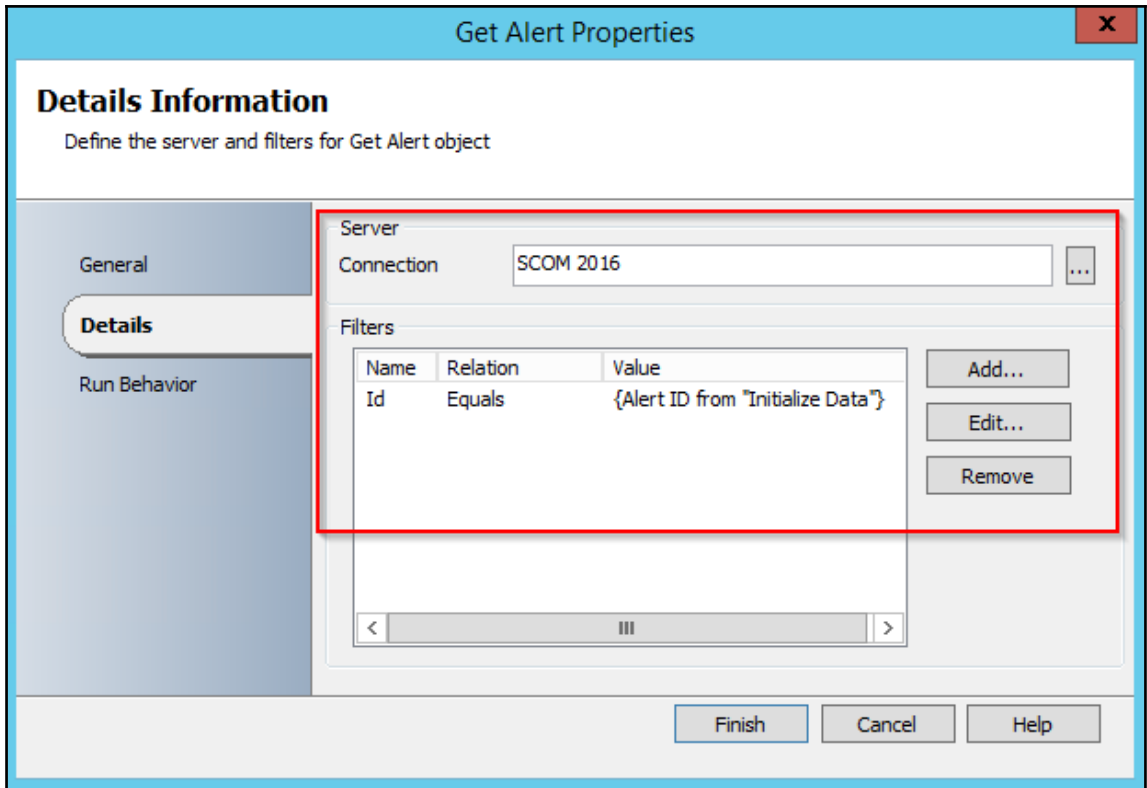 Get Alert Properties
x
Details Information
Define the server and filters for Get Alert object
General
Details
Run Behavior
Server
Connection SCOM 2016 ...
Filters
Name Relation Value
Id Equals {Alert ID from "Initialize Data"}
Add...
Edit...
Remove
Finish Cancel Help